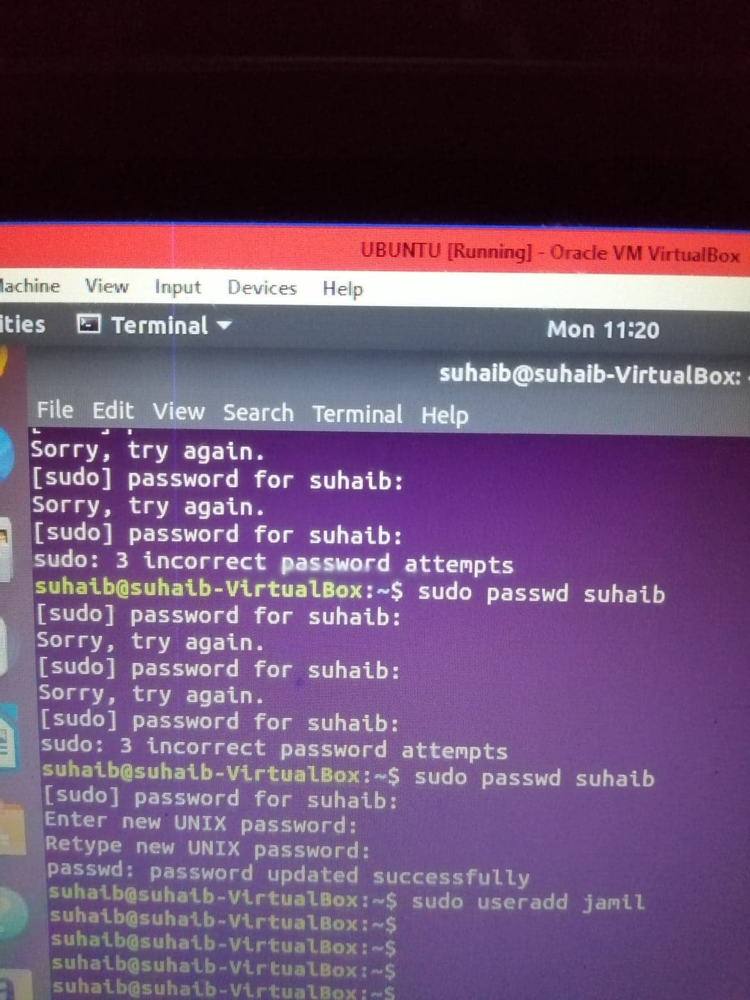 UBUNTU [Running] - Oracle VM VirtualBox
View Input Devices Help
Terminal
Mon 11:20
suhaib@suhaib-VirtualBox:
File Edit View Search Terminal Help
Sorry, try again.
[sudo] password for suhaib:
Sorry, try again.
[sudo] password for suhaib:
sudo: 3 incorrect password attempts
suhaib@suhaib-VirtualBox:~$ sudo passwd suhaib
[sudo] password for suhaib:
Sorry, try again.
[sudo] password for suhaib:
Sorry, try again.
[sudo] password for suhaib:
sudo: 3 incorrect password attempts
suhaib@suhaib-VirtualBox:~$ sudo passwd suhaib
[sudo] password for suhaib:
Enter new UNIX password:
Retype new UNIX password:
passwd: password updated successfully
suhaib@suhaib-VirtualBox:~$ sudo useradd jamil
suhaib@suhaib-VirtualBox:~$
suhaib@suhaib-VirtualBox:~$
suhaib@suhaib-VirtualBox:~$
suhaib@suhaib-VirtualBox:~$